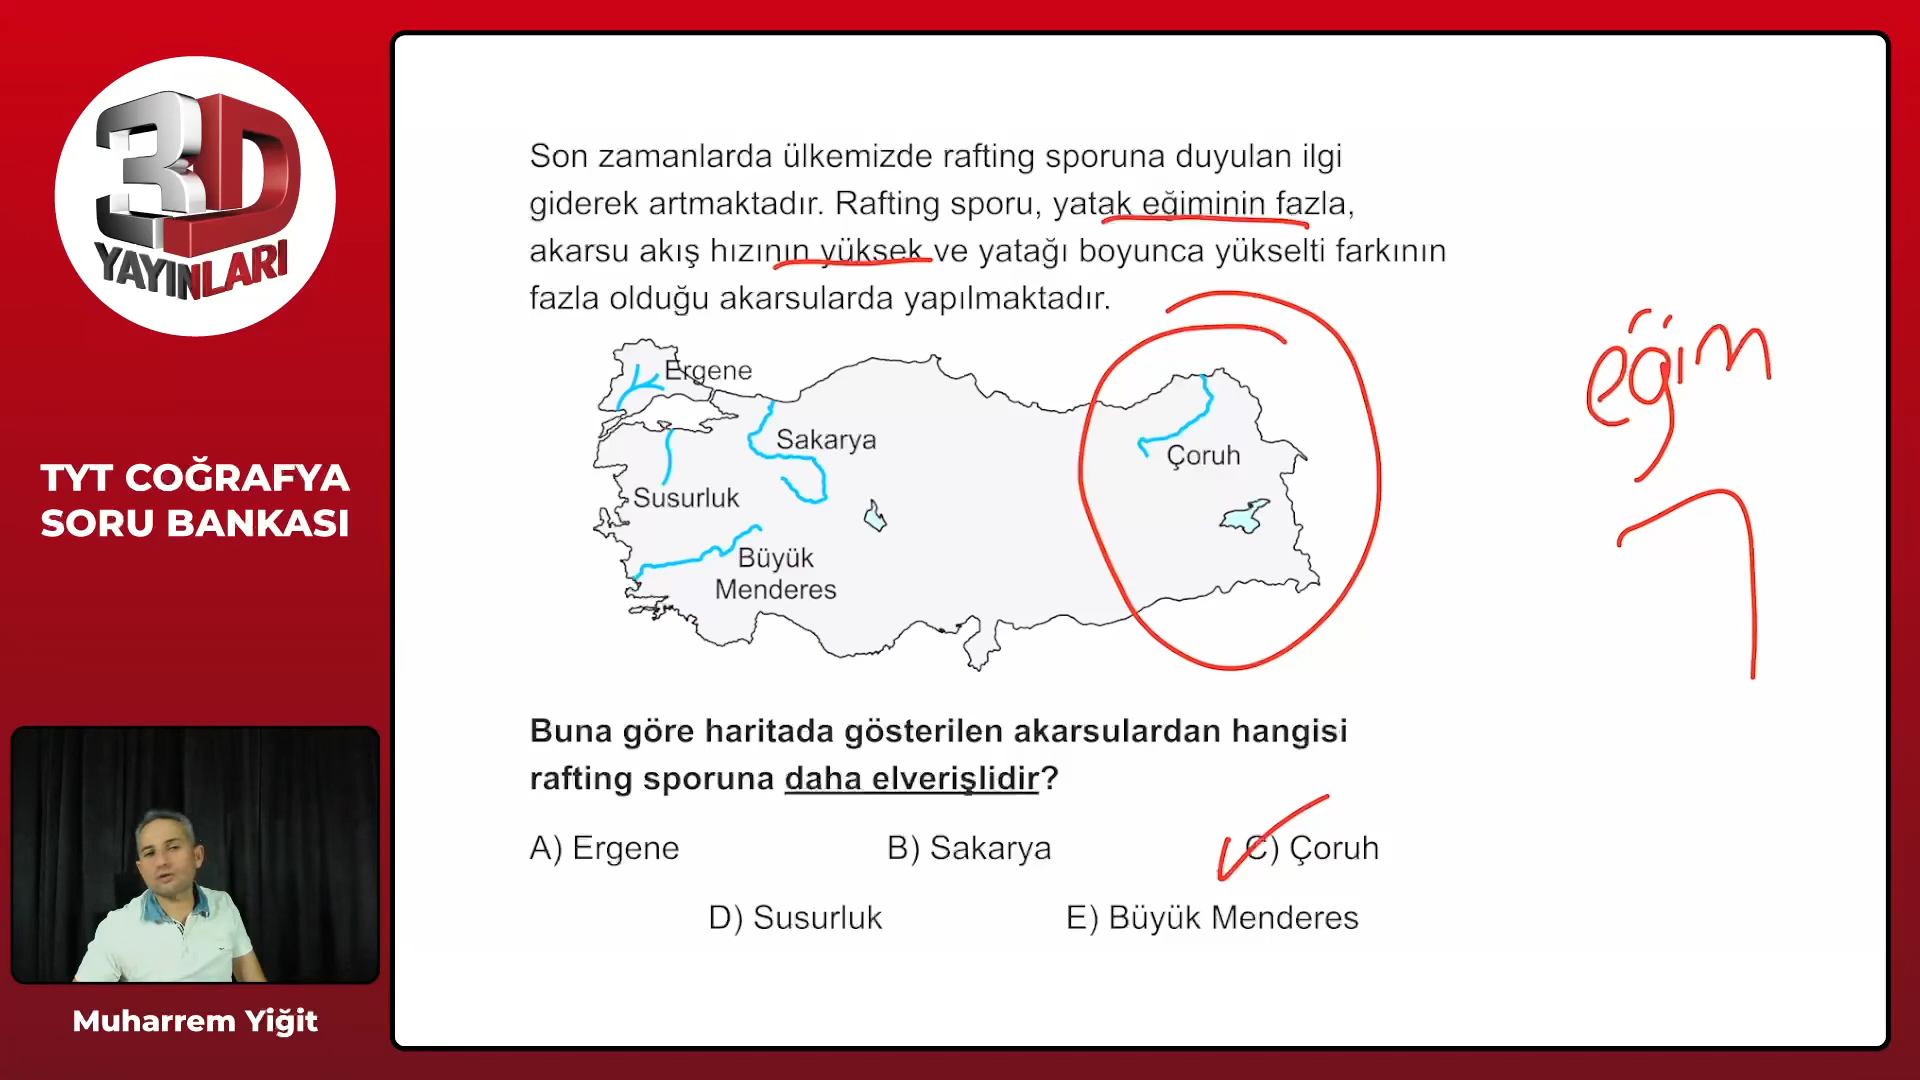 3D
YAYINLARI
TYT COĞRAFYA
SORU BANKASI
Muharrem Yiğit
Son zamanlarda ülkemizde rafting sporuna duyulan ilgi
giderek artmaktadır. Rafting sporu, yatak eğiminin fazla,
akarsu akış hızının yüksek ve yatağı boyunca yükselti farkının
fazla olduğu akarsularda yapılmaktadır.
Ergene
Sakarya
Çoruh
Susurluk
Büyük
Menderes
eğim
Buna göre haritada gösterilen akarsulardan hangisi
rafting sporuna daha elverişlidir?
A) Ergene B) Sakarya C) Çoruh
D) Susurluk E) Büyük Menderes